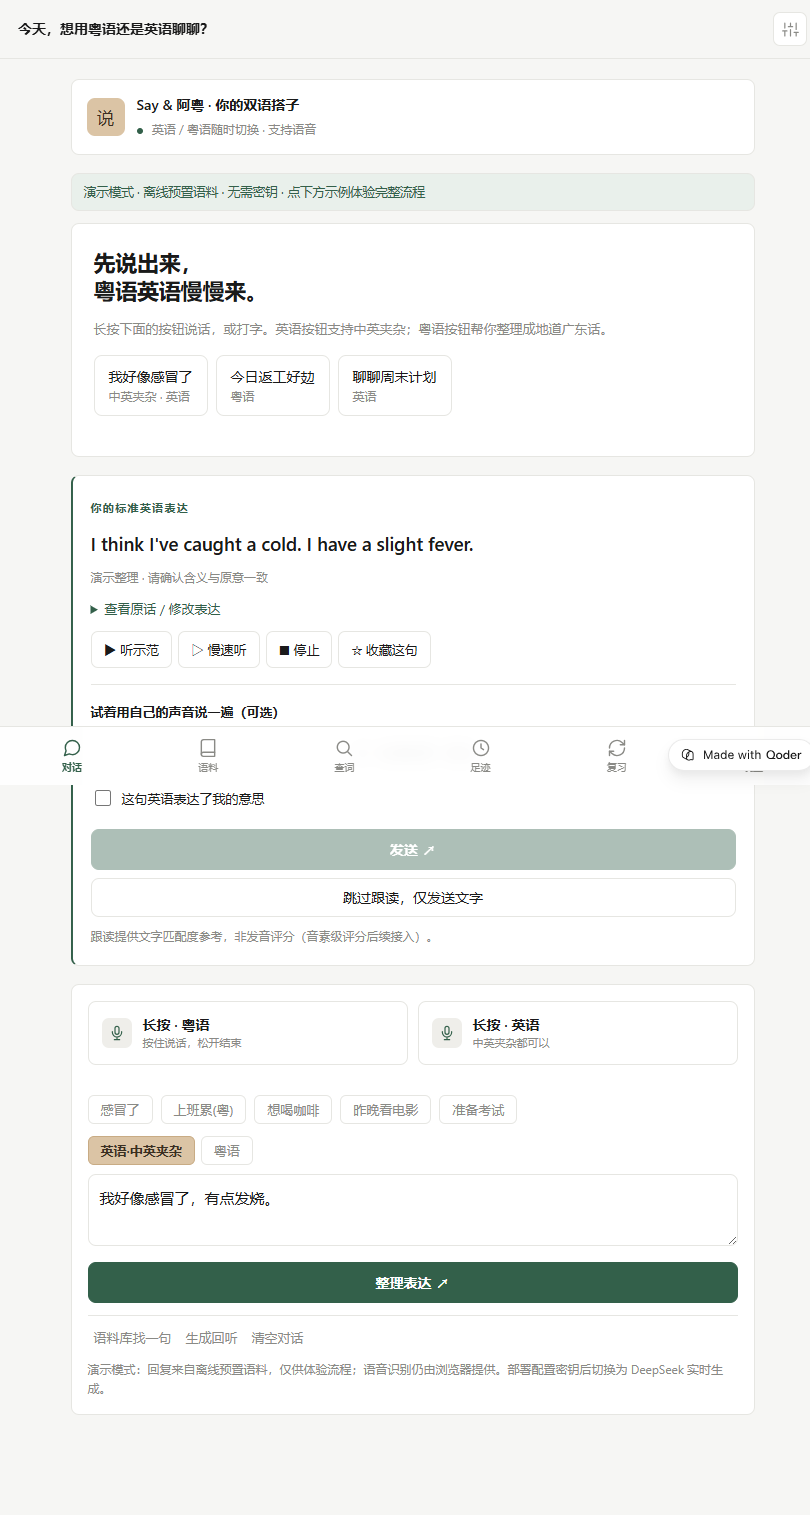 今天，想用粤语还是英语聊聊？
说
Say & 阿粤 · 你的双语搭子
英语 / 粤语随时切换 · 支持语音
演示模式 · 离线预置语料 · 无需密钥 · 点下方示例体验完整流程
先说出来，
粤语英语慢慢来。
长按下面的按钮说话，或打字。英语按钮支持中英夹杂；粤语按钮帮你整理成地道广东话。
我好像感冒了
中英夹杂 · 英语
今日返工好攰
粤语
聊聊周末计划
英语
你的标准英语表达
I think I've caught a cold. I have a slight fever.
演示整理 · 请确认含义与原意一致
▶ 查看原话 / 修改表达
▶ 听示范
▷ 慢速听
■ 停止
☆ 收藏这句
试着用自己的声音说一遍（可选）
对话
语料
查词
足迹
复习
Made with Qoder
这句英语表达了我的意思
发送 ↗
跳过跟读，仅发送文字
跟读提供文字匹配度参考，非发音评分（音素级评分后续接入）。
长按 · 粤语
按住说话，松开结束
长按 · 英语
中英夹杂都可以
感冒了
上班累(粤)
想喝咖啡
昨晚看电影
准备考试
英语·中英夹杂
粤语
我好像感冒了，有点发烧。
整理表达 ↗
语料库找一句
生成回听
清空对话
演示模式：回复来自离线预置语料，仅供体验流程；语音识别仍由浏览器提供。部署配置密钥后切换为 DeepSeek 实时生
成。